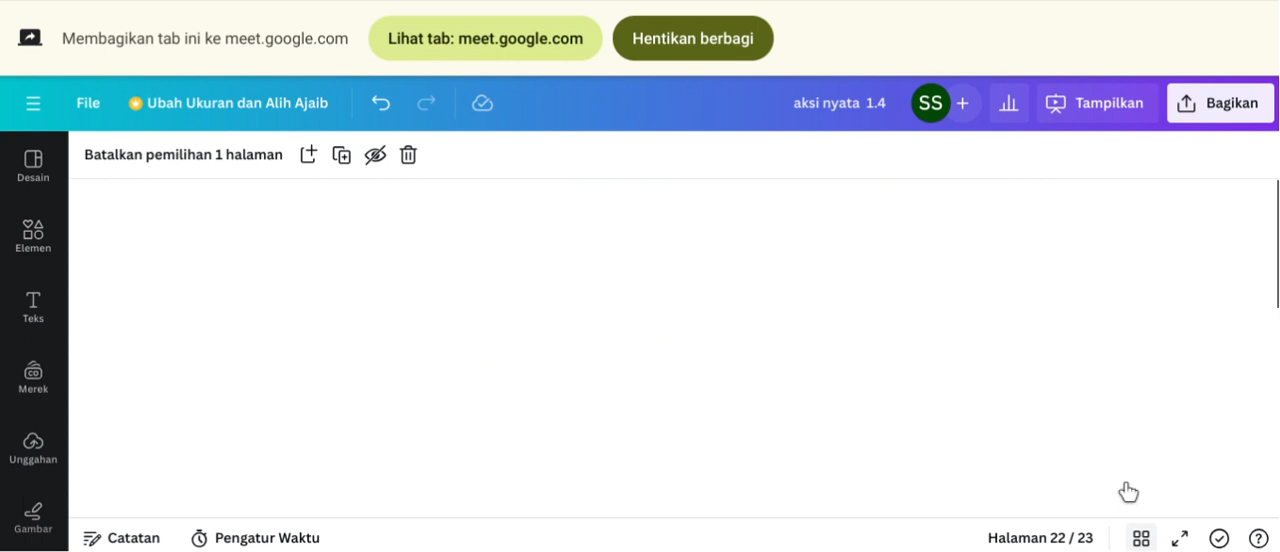 Membagikan tab ini ke meet.google.com
Lihat tab: meet.google.com
Hentikan berbagi
File
Ubah Ukuran dan Alih Ajaib
aksi nyata 1.4
SS
+
Tampilkan
Bagikan
Batalkan pemilihan 1 halaman
Desain
Elemen
T
Teks
CO
Merek
Unggahan
Gambar
Catatan
Pengatur Waktu
Halaman 22 / 23
?